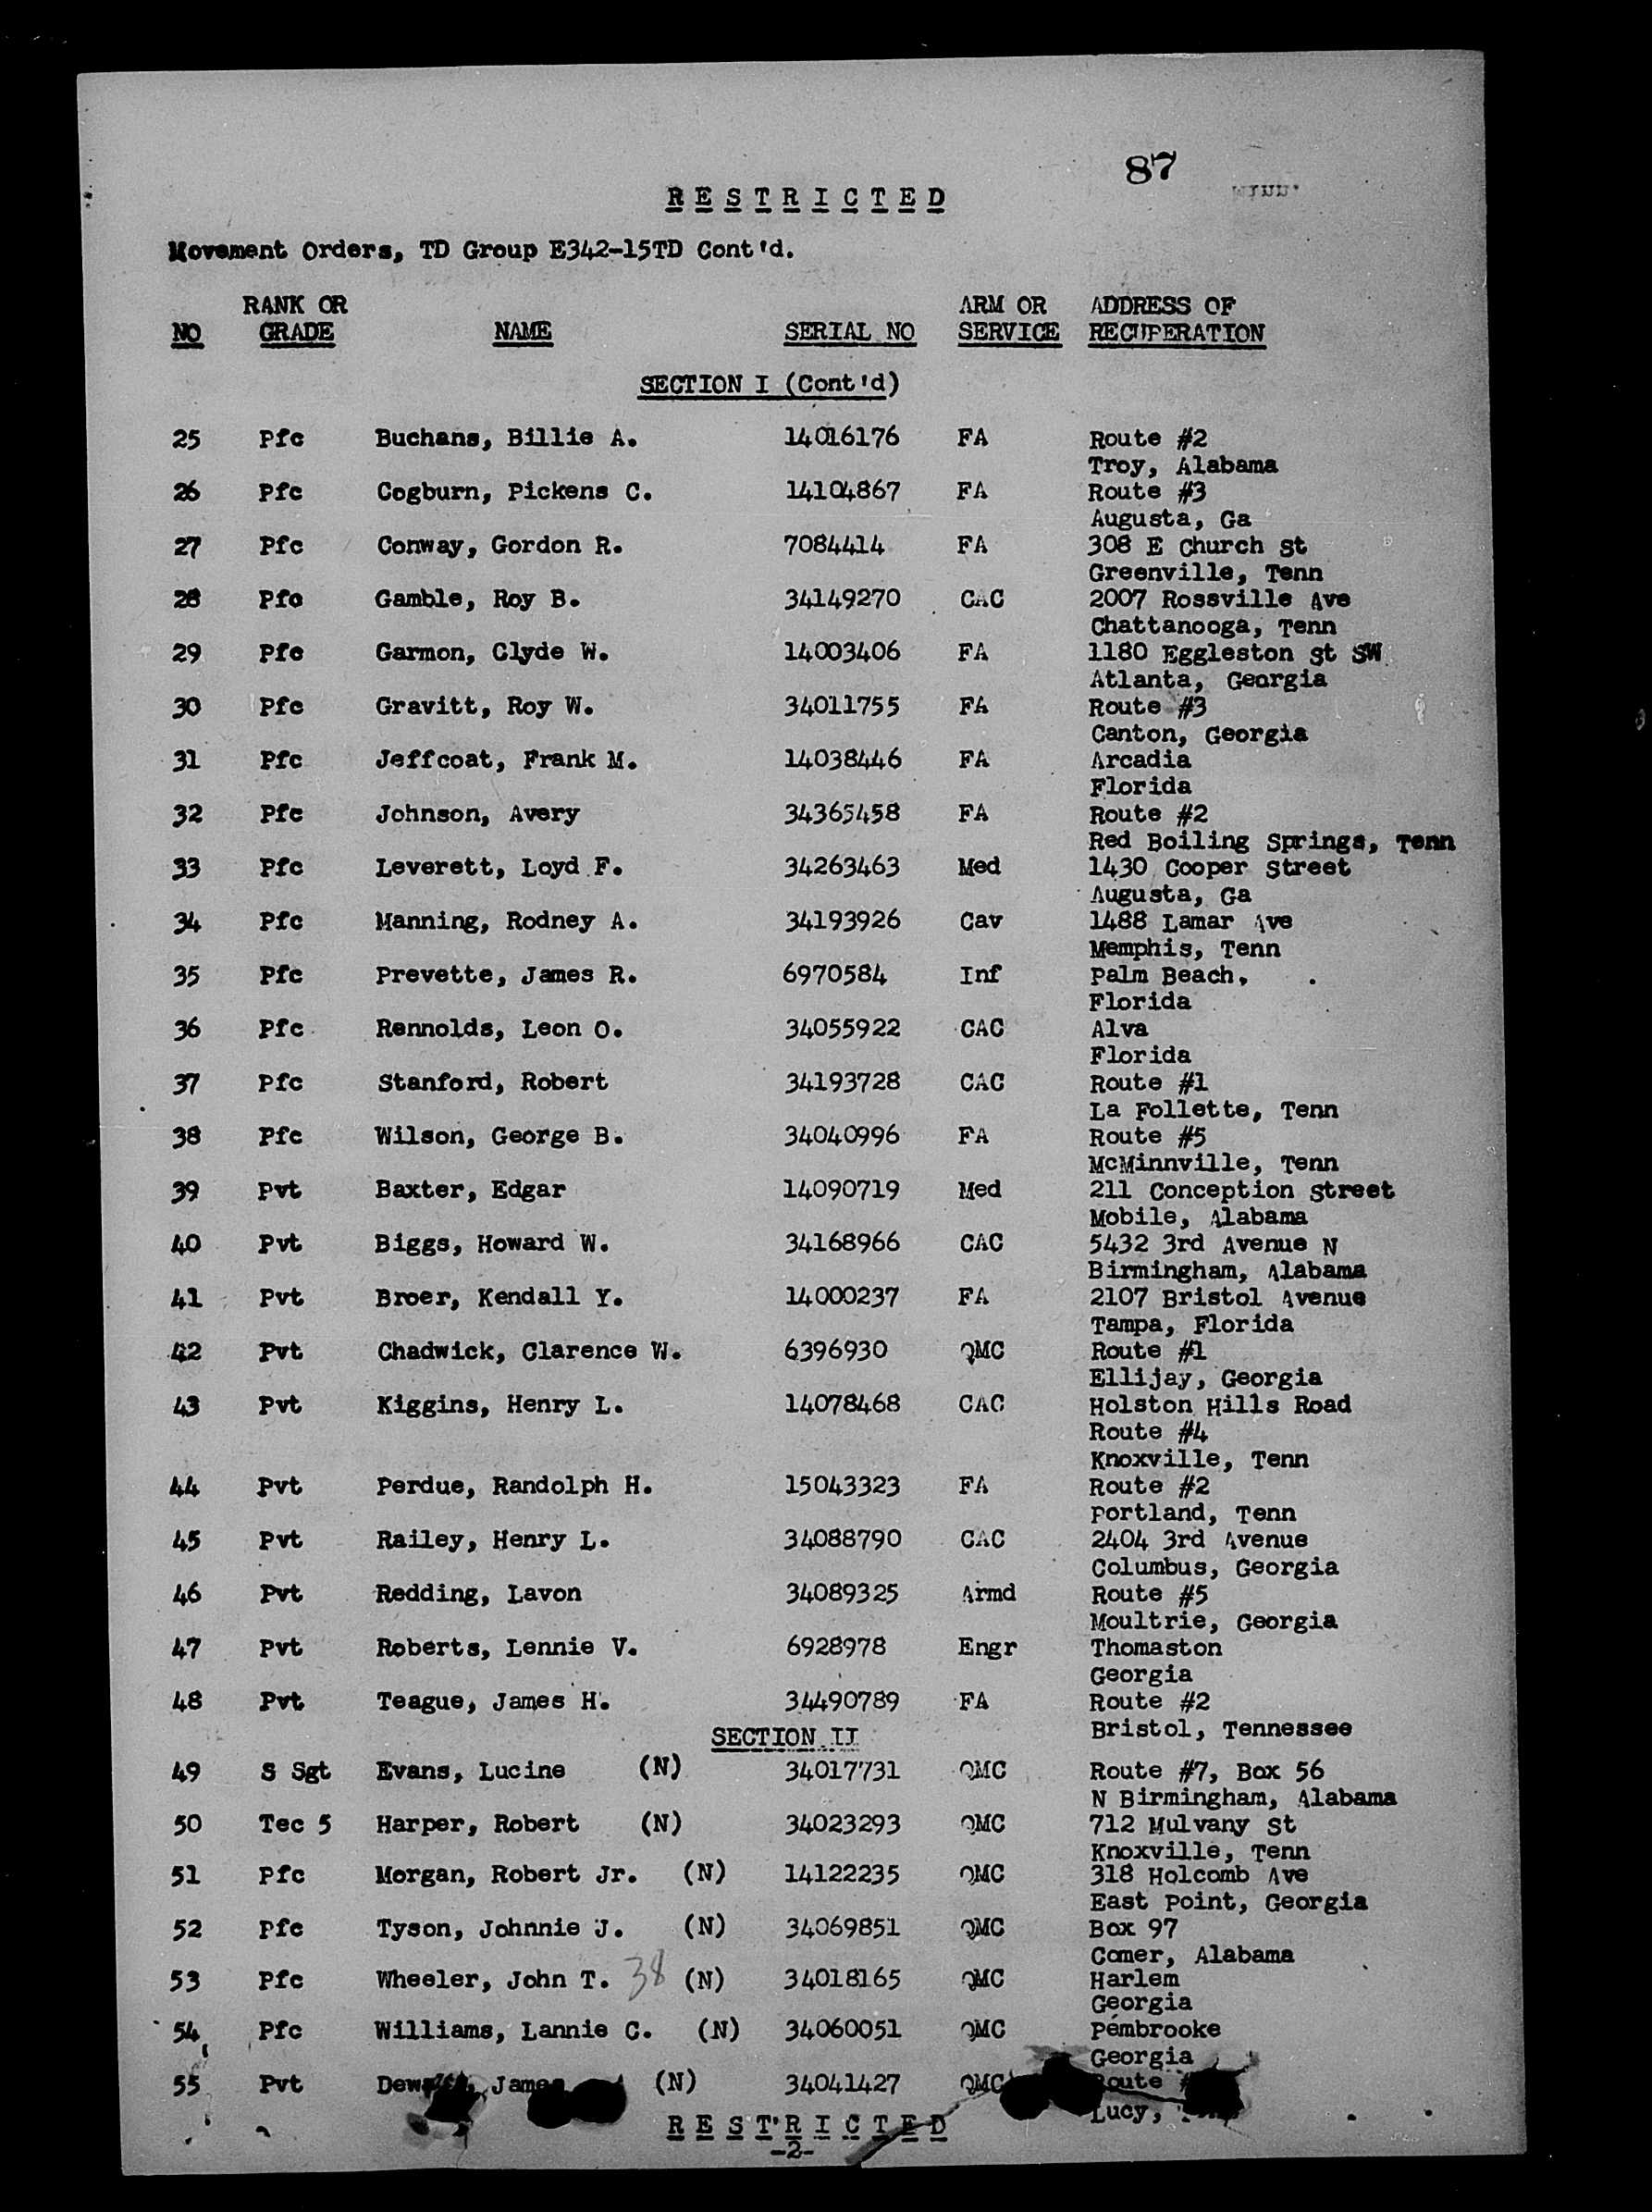 87
RESTRICTED
Movement Orders, TD Group E342-15TD Cont'd.
RANK OR ARM OR ADDRESS OF
NO GRADE NAME SERIAL NO SERVICE RECUPERATION
SECTION I (Cont'd)
25 Pfc Buchans, Billie A. 14016176 FA Route #2
Troy, Alabama
26 Pfc Cogburn, Pickens C. 14104867 FA Route #3
Augusta, Ga
27 Pfc Conway, Gordon R. 7084414 FA 308 E Church St
Greenville, Tenn
28 Pfc Gamble, Roy B. 34149270 CAC 2007 Rossville Ave
Chattanooga, Tenn
29 Pfc Garmon, Clyde W. 14003406 FA 1180 Eggleston St SW
Atlanta, Georgia
30 Pfc Gravitt, Roy W. 34011755 FA Route #3
Canton, Georgia
31 Pfc Jeffcoat, Frank M. 14038446 FA Arcadia
Florida
32 Pfc Johnson, Avery 34365458 FA Route #2
Red Boiling Springs, Tenn
33 Pfc Leverett, Loyd F. 34263463 Med 1430 Cooper Street
Augusta, Ga
34 Pfc Manning, Rodney A. 34193926 Cav 1488 Lamar Ave
Memphis, Tenn
35 Pfc Prevette, James R. 6970584 Inf Palm Beach,
Florida
36 Pfc Rennolds, Leon O. 34055922 CAC Alva
Florida
37 Pfc Stanford, Robert 34193728 CAC Route #1
La Follette, Tenn
38 Pfc Wilson, George B. 34040996 FA Route #5
McMinnville, Tenn
39 Pvt Baxter, Edgar 14090719 Med 211 Conception Street
Mobile, Alabama
40 Pvt Biggs, Howard W. 34168966 CAC 5432 3rd Avenue N
Birmingham, Alabama
41 Pvt Broer, Kendall Y. 14000237 FA 2107 Bristol Avenue
Tampa, Florida
42 Pvt Chadwick, Clarence W. 6396930 QMC Route #1
Ellijay, Georgia
43 Pvt Kiggins, Henry L. 14078468 CAC Holston Hills Road
Route #4
Knoxville, Tenn
44 Pvt Perdue, Randolph H. 15043323 FA Route #2
Portland, Tenn
45 Pvt Railey, Henry L. 34088790 CAC 2404 3rd Avenue
Columbus, Georgia
46 Pvt Redding, Lavon 34089325 Armd Route #5
Moultrie, Georgia
47 Pvt Roberts, Lennie V. 6928978 Engr Thomaston
Georgia
48 Pvt Teague, James H. 34490789 FA Route #2
Bristol, Tennessee
SECTION II
49 S Sgt Evans, Lucine (N) 34017731 QMC Route #7, Box 56
N Birmingham, Alabama
50 Tec 5 Harper, Robert (N) 34023293 QMC 712 Mulvany St
Knoxville, Tenn
51 Pfc Morgan, Robert Jr. (N) 14122235 QMC 318 Holcomb Ave
East Point, Georgia
52 Pfc Tyson, Johnnie J. (N) 34069851 QMC Box 97
Comer, Alabama
53 Pfc Wheeler, John T. 38 (N) 34018165 QMC Harlem
Georgia
54 Pfc Williams, Lannie C. (N) 34060051 QMC Pembrooke
Georgia
55 Pvt James (N) 34041427 QMC Route
Lucy,
RESTRICTED
-2-